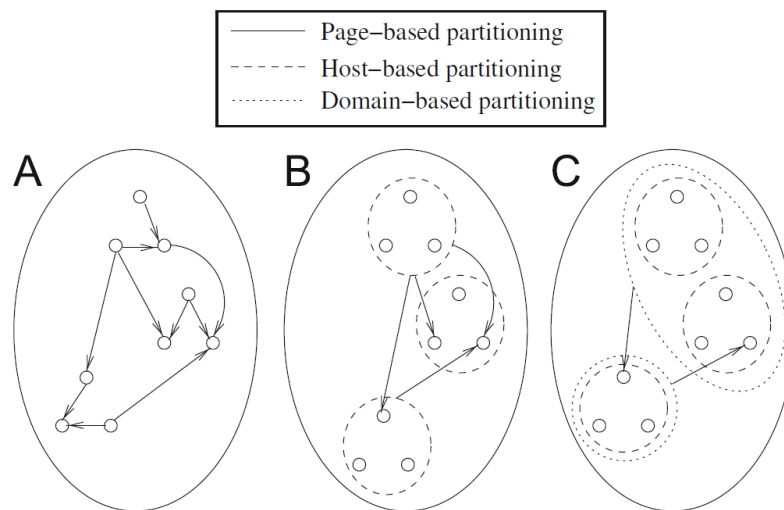 Page−based partitioning
Host−based partitioning
Domain−based partitioning
A
B
C